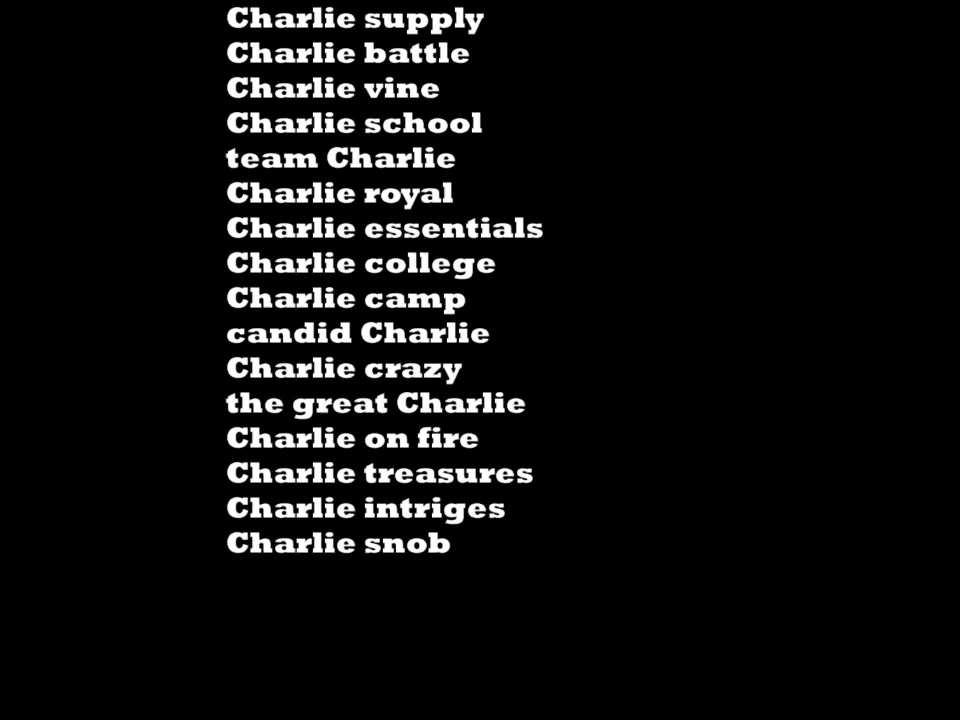 Charlie supply
Charlie battle
Charlie vine
Charlie school
team Charlie
Charlie royal
Charlie essentials
Charlie college
Charlie camp
candid Charlie
Charlie crazy
the great Charlie
Charlie on fire
Charlie treasures
Charlie intriges
Charlie snob